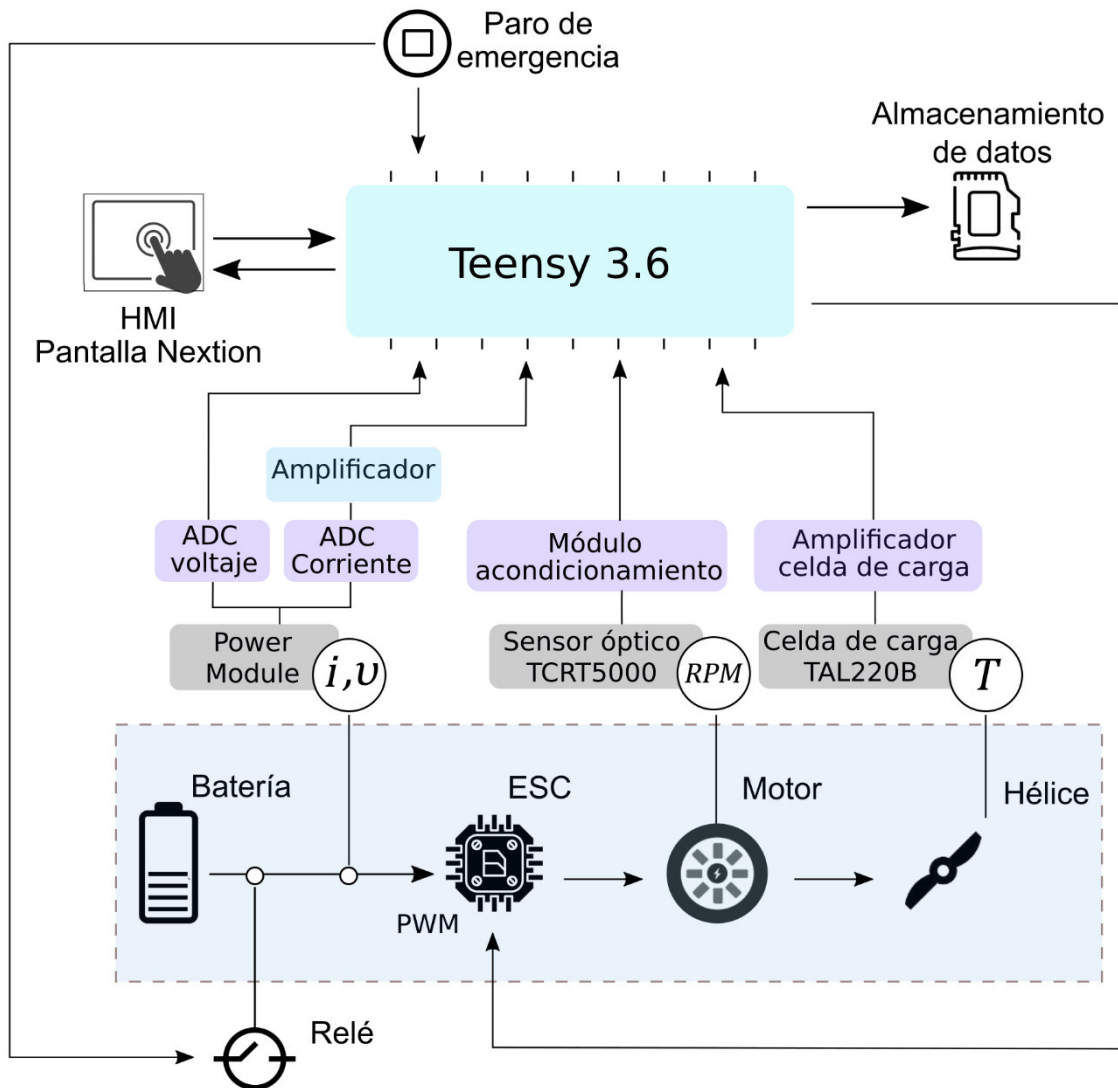 Paro de
emergencia
Almacenamiento
de datos
Teensy 3.6
HMI
Pantalla Nextion
Amplificador
ADC
voltaje
ADC
Corriente
Módulo
acondicionamiento
Amplificador
celda de carga
Power
Module
i,υ
Sensor óptico
TCRT5000
RPM
Celda de carga
TAL220B
T
Batería
ESC
Motor
Hélice
PWM
Relé